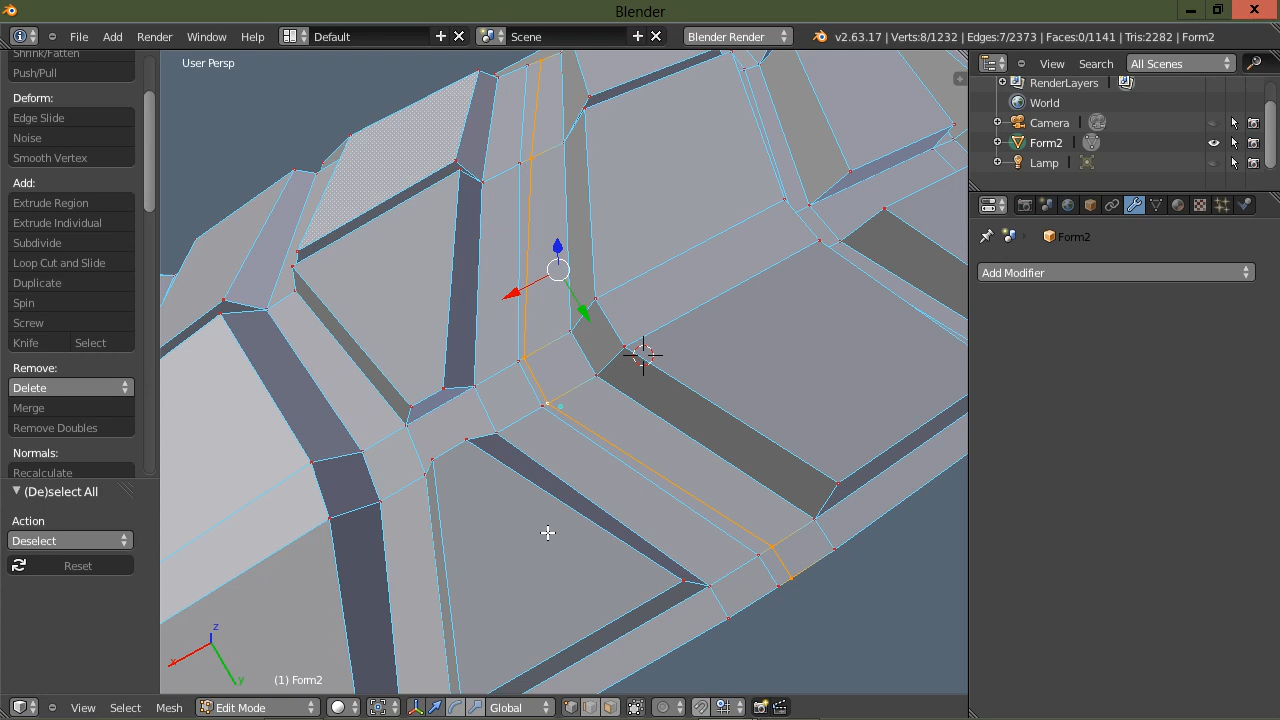 Blender
File Add Render Window Help Default Scene Blender Render v2.63.17 | Verts:8/1232 | Edges:7/2373 | Faces:0/1141 | Tris:2282 | Form2
Shrink/Fatten
Push/Pull
Deform:
Edge Slide
Noise
Smooth Vertex
Add:
Extrude Region
Extrude Individual
Subdivide
Loop Cut and Slide
Duplicate
Spin
Screw
Knife Select
Remove:
Delete
Merge
Remove Doubles
Normals:
Recalculate
(De)select All
Action
Deselect
Reset
User Persp
z
x
y
(1) Form2
View Select Mesh Edit Mode Global
View Search All Scenes
RenderLayers
World
Camera
Form2
Lamp
Form2
Add Modifier